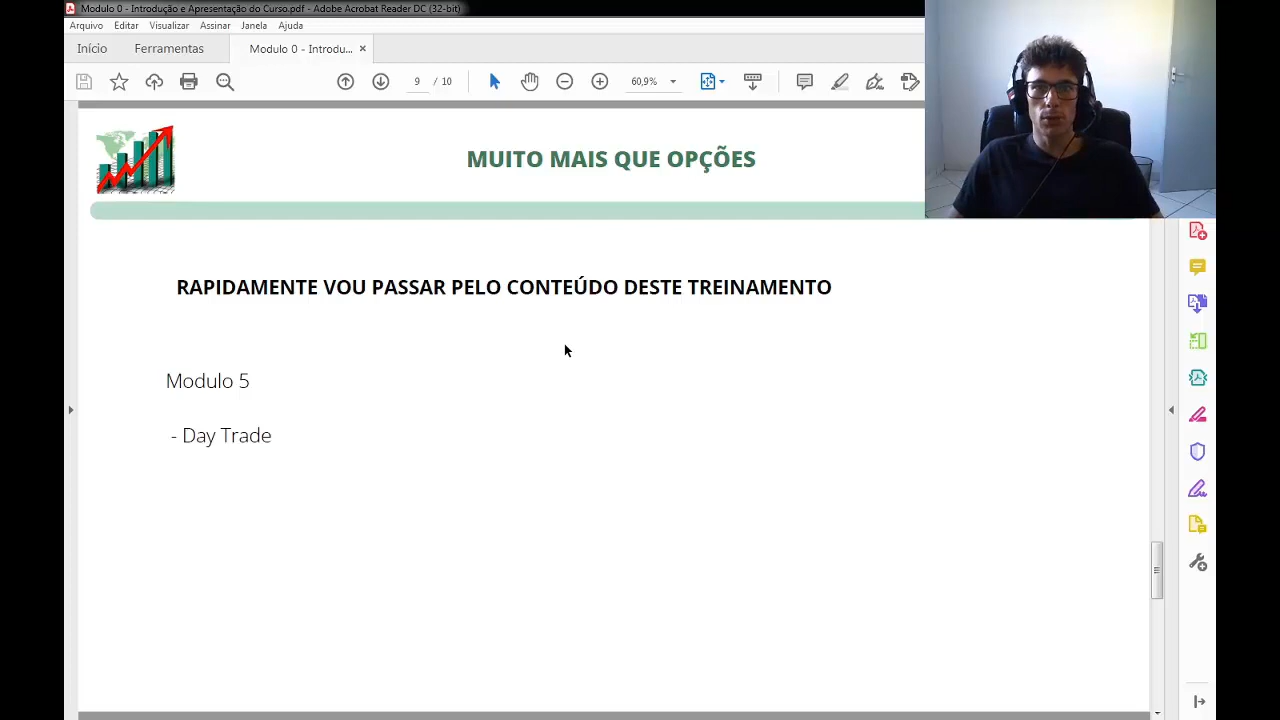 Modulo 0 - Introdução e Apresentação do Curso.pdf - Adobe Acrobat Reader DC (32-bit)
Arquivo Editar Visualizar Assinar Janela Ajuda
Início Ferramentas Modulo 0 - Introdu... ×
9 / 10 60,9%
MUITO MAIS QUE OPÇÕES
RAPIDAMENTE VOU PASSAR PELO CONTEÚDO DESTE TREINAMENTO
Modulo 5
- Day Trade